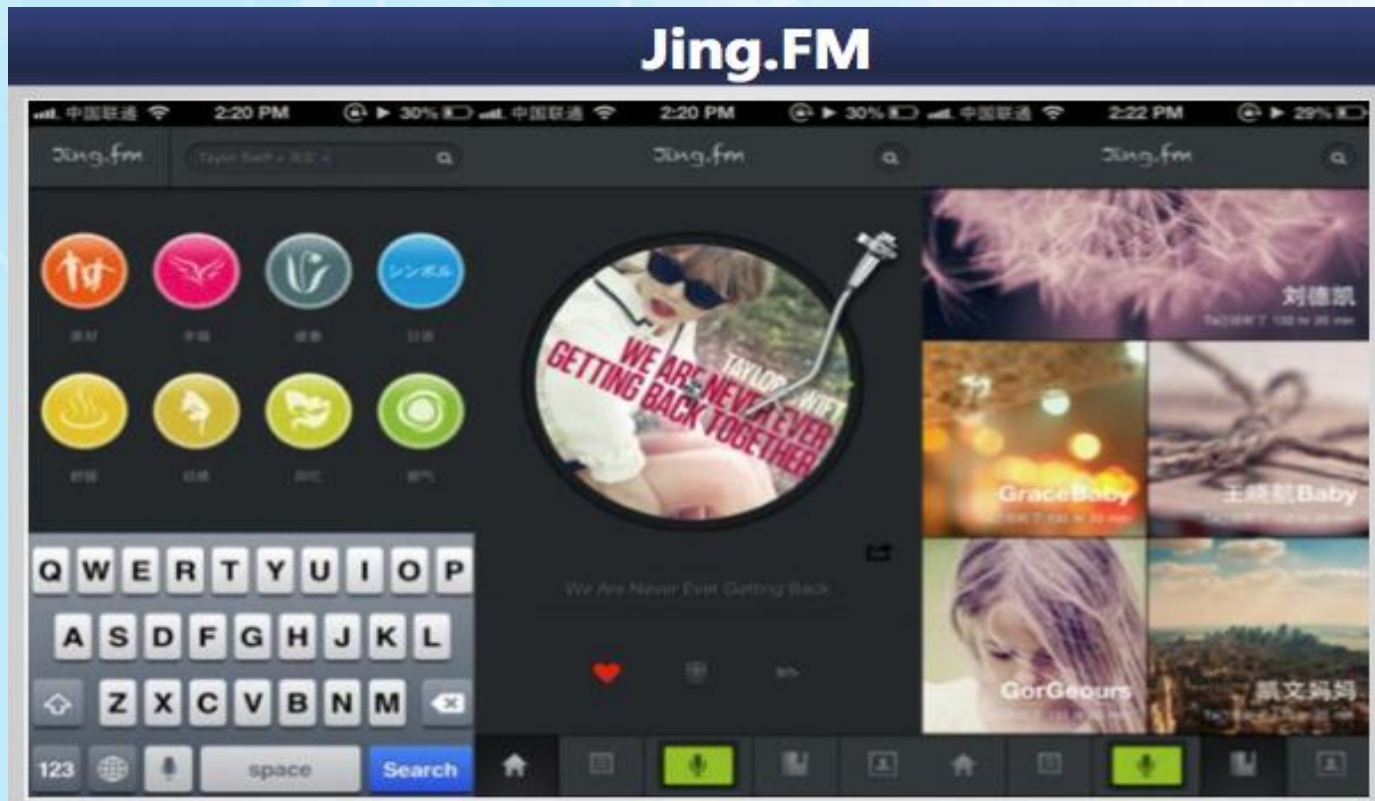 Jing.FM
中国联通 2:20 PM 30%
Jing.fm
シンボル
Q W E R T Y U I O P
A S D F G H J K L
Z X C V B N M
123 space Search
中国联通 2:20 PM 30%
Jing.fm
TAYLOR SWIFT
WE ARE NEVER EVER
GETTING BACK TOGETHER
We Are Never Ever Getting Back
中国联通 2:22 PM 29%
Jing.fm
刘德凯
GraceBaby
王晓航Baby
GorGeours
凯文妈妈